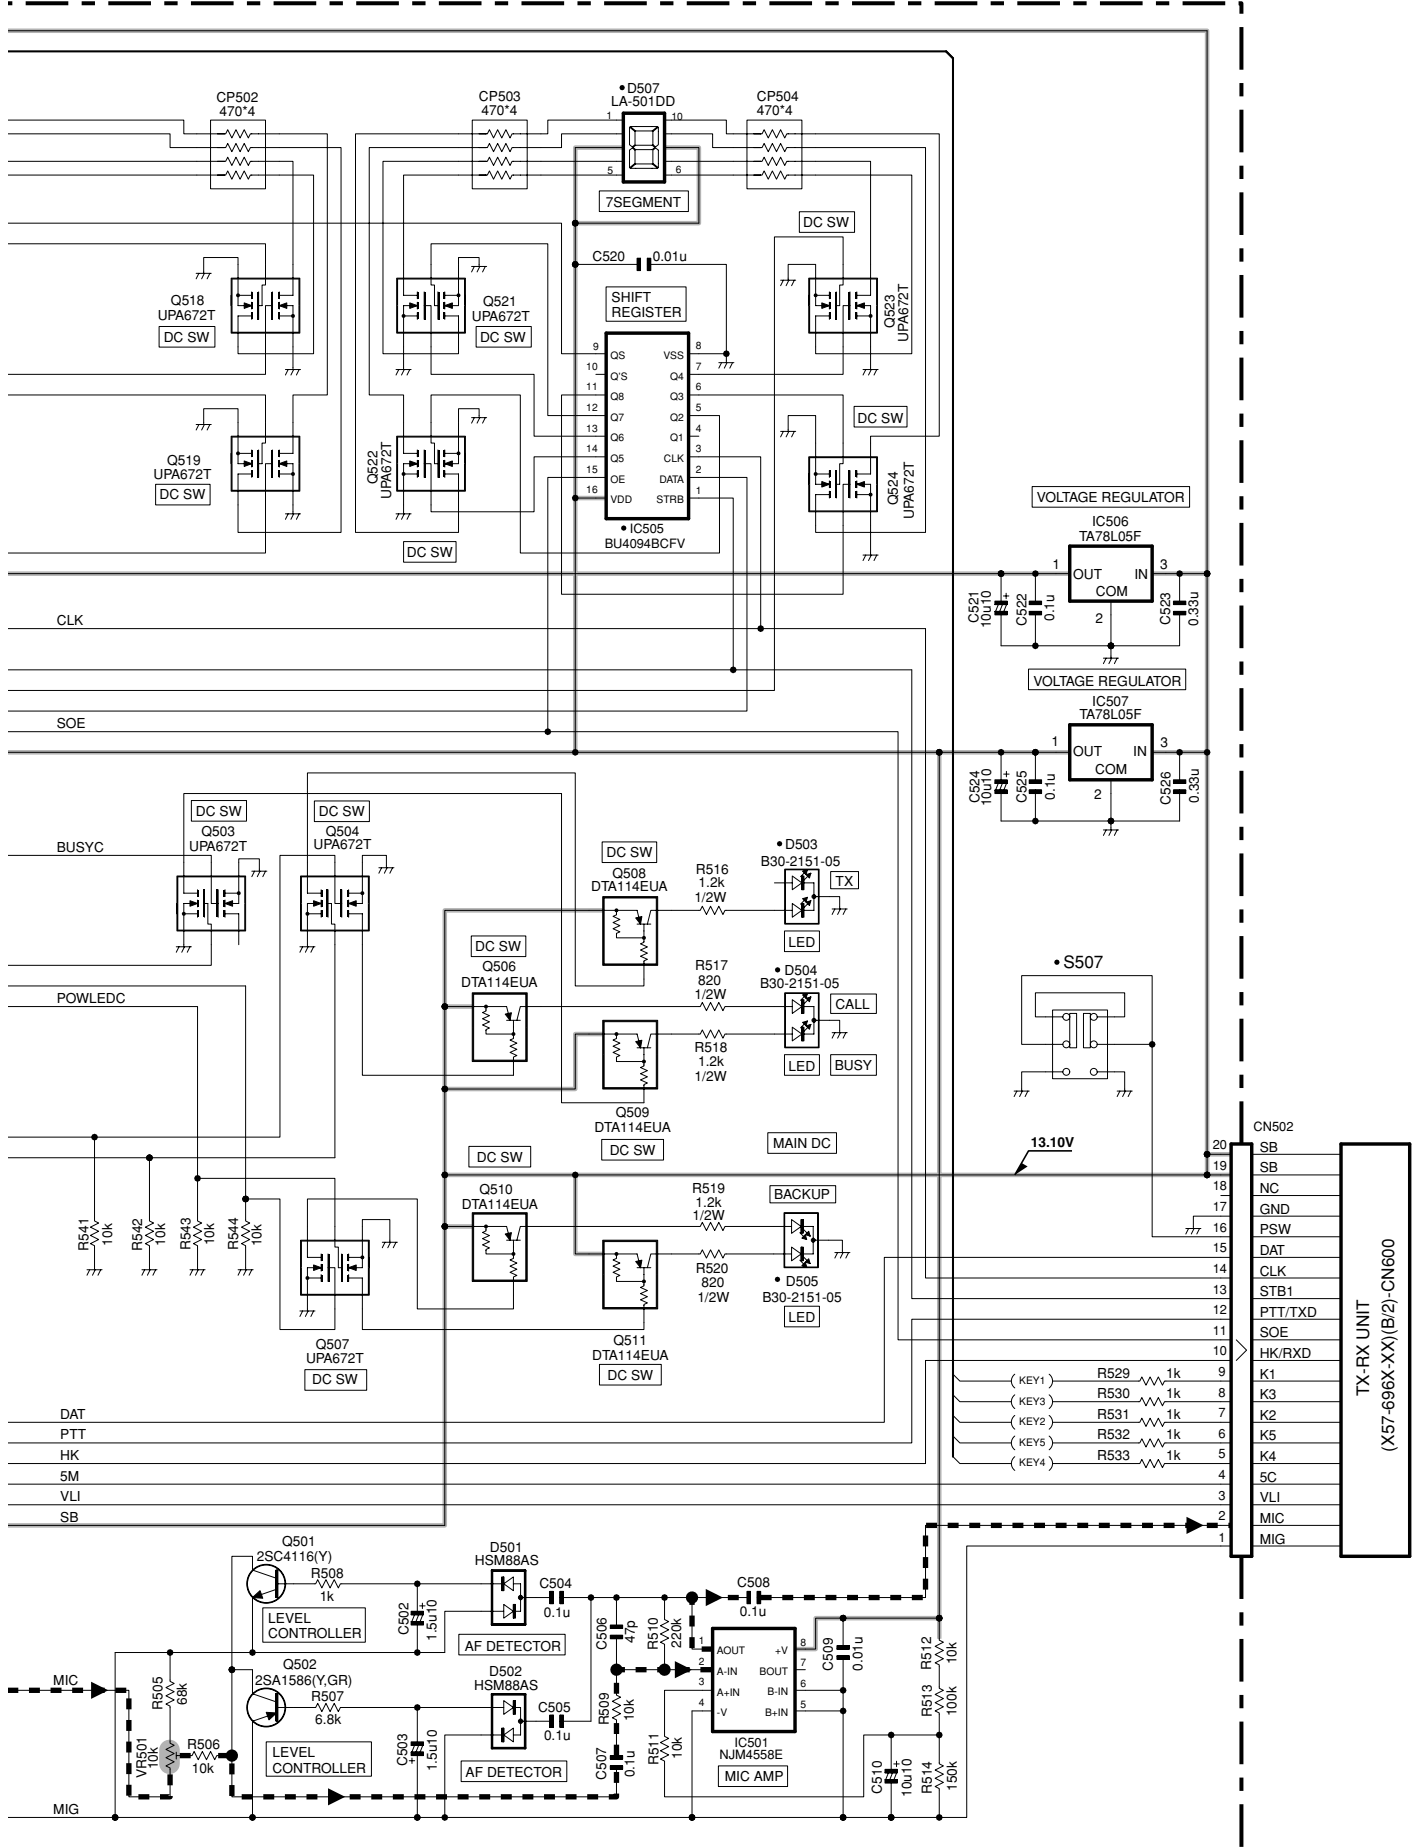 CP502
470*4
CP503
470*4
D507
LA-501DD
CP504
470*4
1
10
5
6
7SEGMENT
DC SW
C520
0.01u
Q518
UPA672T
DC SW
Q521
UPA672T
DC SW
SHIFT
REGISTER
Q523
UPA672T
9
QS
VSS
8
10
Q'S
Q4
7
11
Q8
Q3
6
12
Q7
Q2
5
13
Q6
Q1
4
14
Q5
CLK
3
15
OE
DATA
2
16
VDD
STRB
1
IC505
BU4094BCFV
Q519
UPA672T
DC SW
Q522
UPA672T
DC SW
DC SW
Q524
UPA672T
VOLTAGE REGULATOR
IC506
TA78L05F
1
OUT
IN
3
COM
2
C521
10u10
+
C522
0.1u
C523
0.33u
CLK
VOLTAGE REGULATOR
IC507
TA78L05F
1
OUT
IN
3
COM
2
C524
10u10
+
C525
0.1u
C526
0.33u
SOE
DC SW
Q503
UPA672T
DC SW
Q504
UPA672T
BUSYC
DC SW
Q508
DTA114EUA
R516
1.2k
1/2W
D503
B30-2151-05
TX
LED
DC SW
Q506
DTA114EUA
R517
820
1/2W
D504
B30-2151-05
CALL
R518
1.2k
1/2W
LED
BUSY
S507
POWLEDC
Q509
DTA114EUA
DC SW
MAIN DC
13.10V
DC SW
Q510
DTA114EUA
R519
1.2k
1/2W
BACKUP
R541
10k
R542
10k
R543
10k
R544
10k
R520
820
1/2W
D505
B30-2151-05
LED
Q507
UPA672T
DC SW
Q511
DTA114EUA
DC SW
CN502
20
SB
19
SB
18
NC
17
GND
16
PSW
15
DAT
14
CLK
13
STB1
12
PTT/TXD
11
SOE
10
HK/RXD
KEY1
R529
1k
9
K1
KEY3
R530
1k
8
K3
KEY2
R531
1k
7
K2
KEY5
R532
1k
6
K5
KEY4
R533
1k
5
K4
4
5C
3
VLI
2
MIC
1
MIG
TX-RX UNIT
(X57-696X-XX)(B/2)-CN600
DAT
PTT
HK
5M
VLI
SB
Q501
2SC4116(Y)
R508
1k
LEVEL
CONTROLLER
C502
1.5u10
+
D501
HSM88AS
C504
0.1u
AF DETECTOR
C506
47p
R510
220k
C508
0.1u
1
AOUT
+V
8
2
A-IN
BOUT
7
3
A+IN
B-IN
6
4
-V
B+IN
5
IC501
NJM4558E
MIC AMP
C509
0.01u
R512
10k
R513
100k
R514
150k
C510
10u10
+
MIC
R505
68k
Q502
2SA1586(Y,GR)
R507
6.8k
D502
HSM88AS
C505
0.1u
R509
10k
R511
10k
VR501
10k
R506
10k
LEVEL
CONTROLLER
C503
1.5u10
+
AF DETECTOR
C507
0.1u
MIG